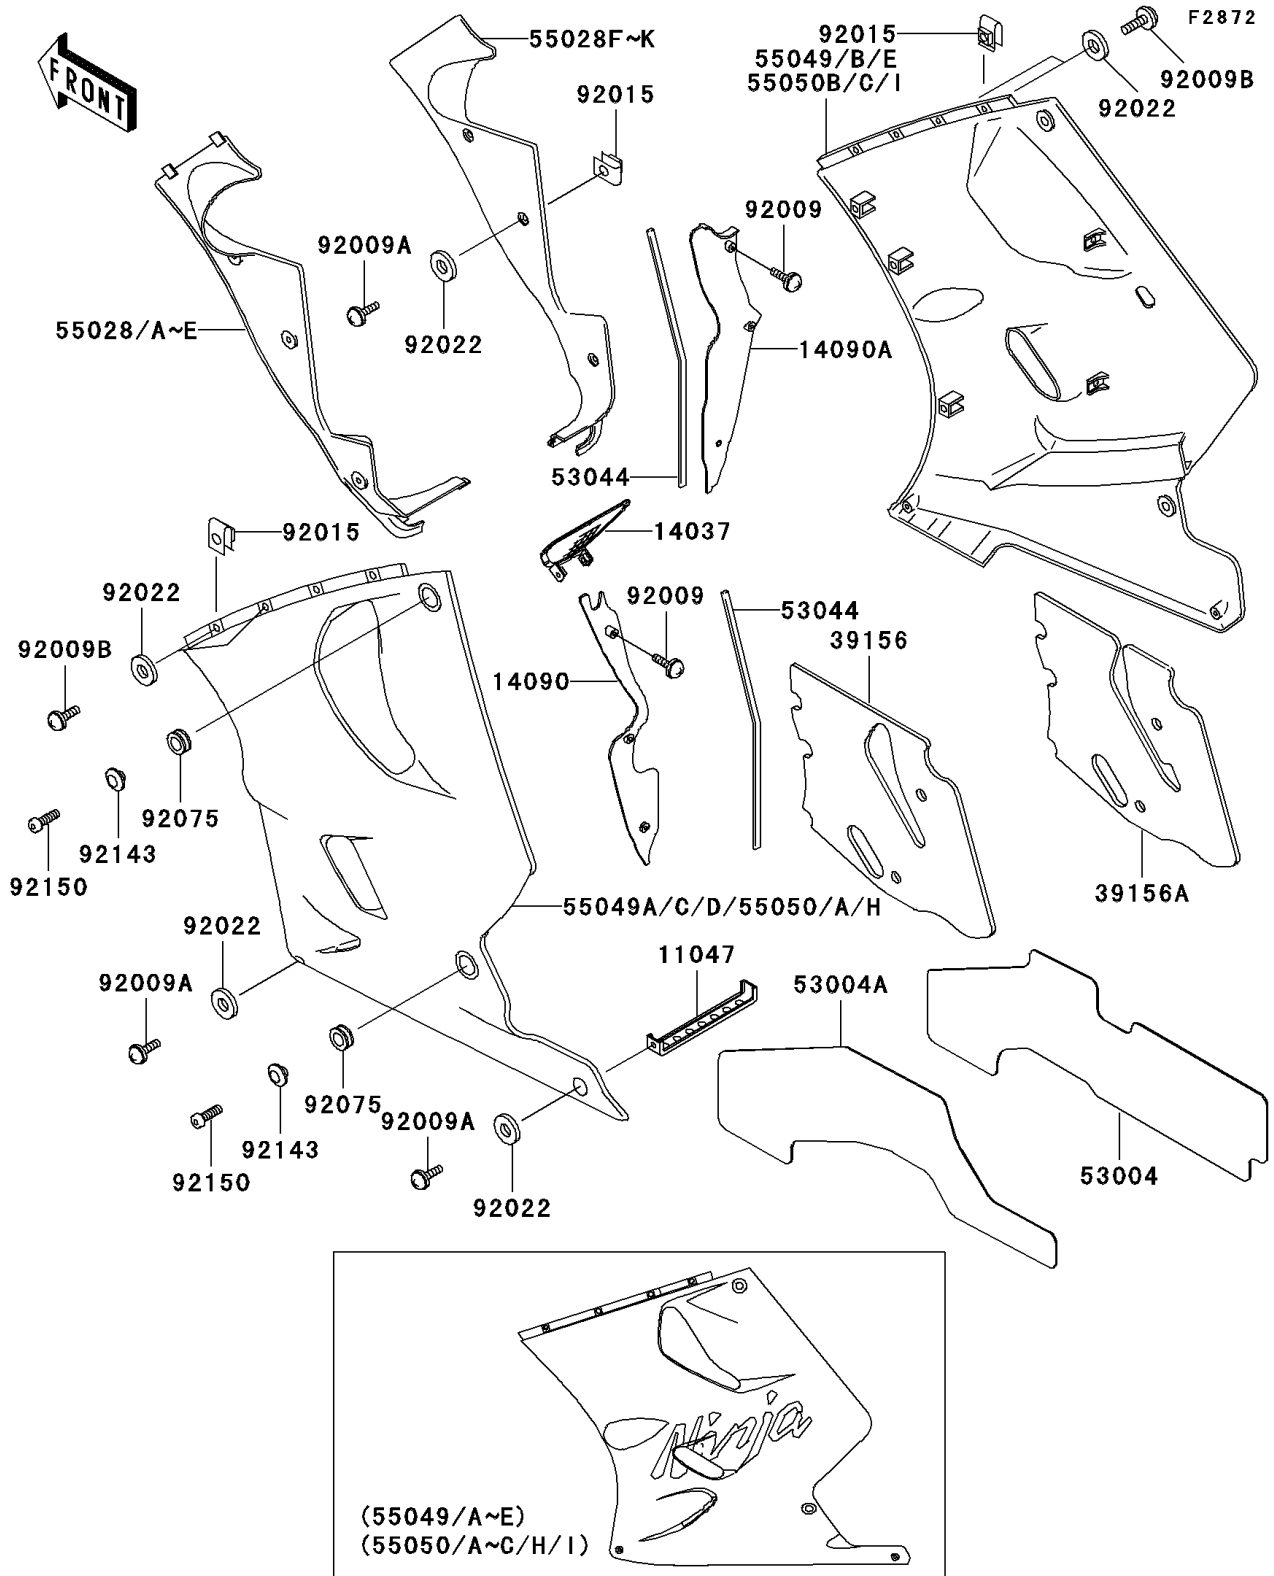 F2872
FRONT
55028F~K
92015
55049/B/E
55050B/C/I
92015
92009B
92022
92009
92009A
92022
55028/A~E
14090A
53044
92015
14037
92022
92009
53044
39156
92009B
14090
92075
92143
92150
39156A
55049A/C/D/55050/A/H
92022
11047
92009A
53004A
92075
92009A
92143
92150
53004
92022
Ninja
(55049/A~E)
(55050/A~C/H/I)